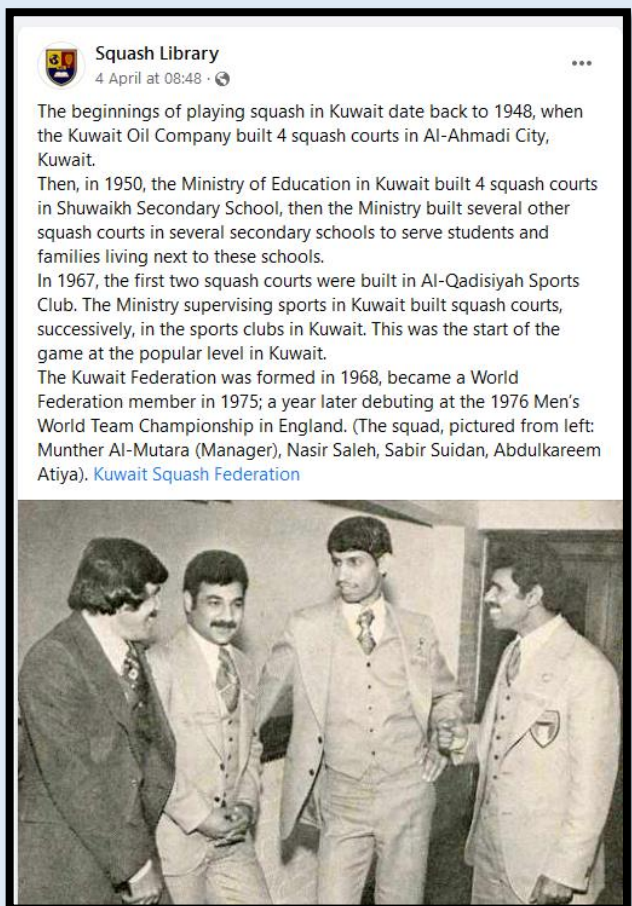 Squash Library
4 April at 08:48 ·
The beginnings of playing squash in Kuwait date back to 1948, when
the Kuwait Oil Company built 4 squash courts in Al-Ahmadi City,
Kuwait.
Then, in 1950, the Ministry of Education in Kuwait built 4 squash courts
in Shuwaikh Secondary School, then the Ministry built several other
squash courts in several secondary schools to serve students and
families living next to these schools.
In 1967, the first two squash courts were built in Al-Qadisiyah Sports
Club. The Ministry supervising sports in Kuwait built squash courts,
successively, in the sports clubs in Kuwait. This was the start of the
game at the popular level in Kuwait.
The Kuwait Federation was formed in 1968, became a World
Federation member in 1975; a year later debuting at the 1976 Men's
World Team Championship in England. (The squad, pictured from left:
Munther Al-Mutara (Manager), Nasir Saleh, Sabir Suidan, Abdulkareem
Atiya). Kuwait Squash Federation